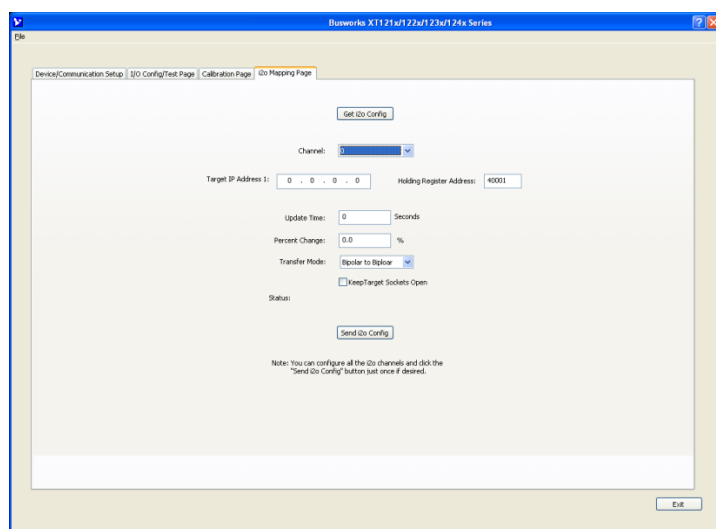 Busworks XT121x/122x/123x/124x Series
File
Device/Communication Setup I/O Config/Test Page Calibration Page i2o Mapping Page
Get i2o Config
Channel: 0
Target IP Address 1: 0 . 0 . 0 . 0 Holding Register Address: 40001
Update Time: 0 Seconds
Percent Change: 0.0 %
Transfer Mode: Bipolar to Biploar
KeepTarget Sockets Open
Status:
Send i2o Config
Note: You can configure all the i2o channels and click the
"Send i2o Config" button just once if desired.
Exit